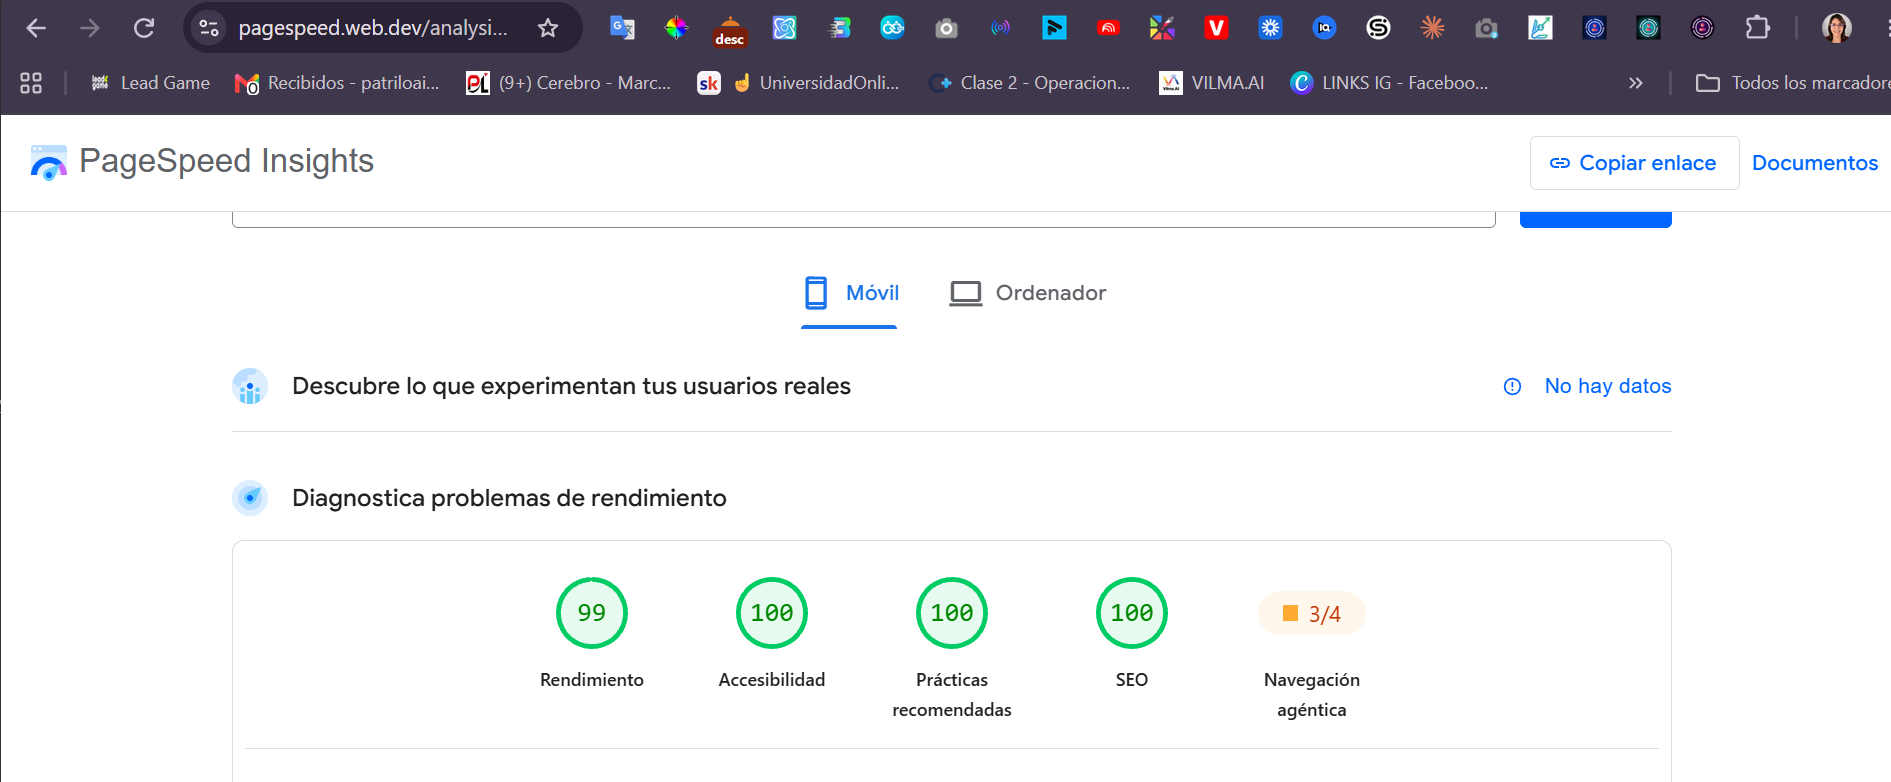 pagespeed.web.dev/analysi...
desc
Lead Game
Recibidos - patriloai...
(9+) Cerebro - Marc...
sk
UniversidadOnli...
Clase 2 - Operacion...
VILMA.AI
LINKS IG - Faceboo...
»
Todos los marcadore
PageSpeed Insights
Copiar enlace
Documentos
Móvil
Ordenador
Descubre lo que experimentan tus usuarios reales
No hay datos
Diagnostica problemas de rendimiento
99
100
100
100
3/4
Rendimiento
Accesibilidad
Prácticas
recomendadas
SEO
Navegación
agéntica